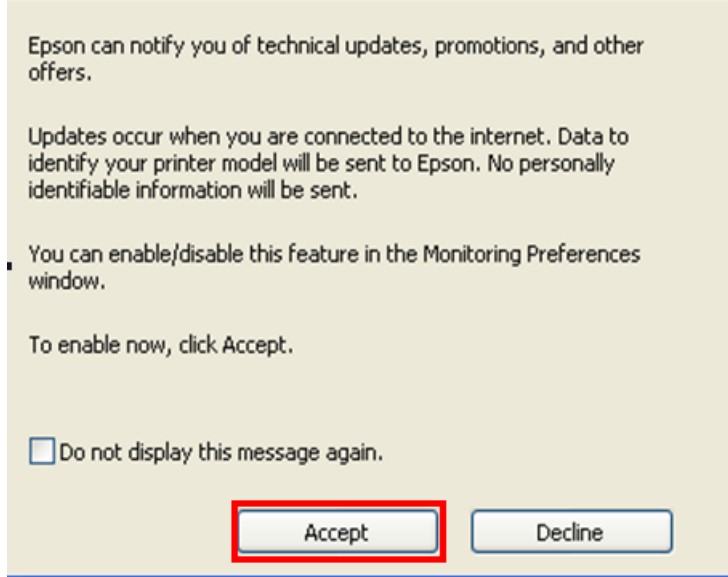 Epson can notify you of technical updates, promotions, and other
offers.
Updates occur when you are connected to the internet. Data to
identify your printer model will be sent to Epson. No personally
identifiable information will be sent.
You can enable/disable this feature in the Monitoring Preferences
window.
To enable now, click Accept.
Do not display this message again.
Accept
Decline